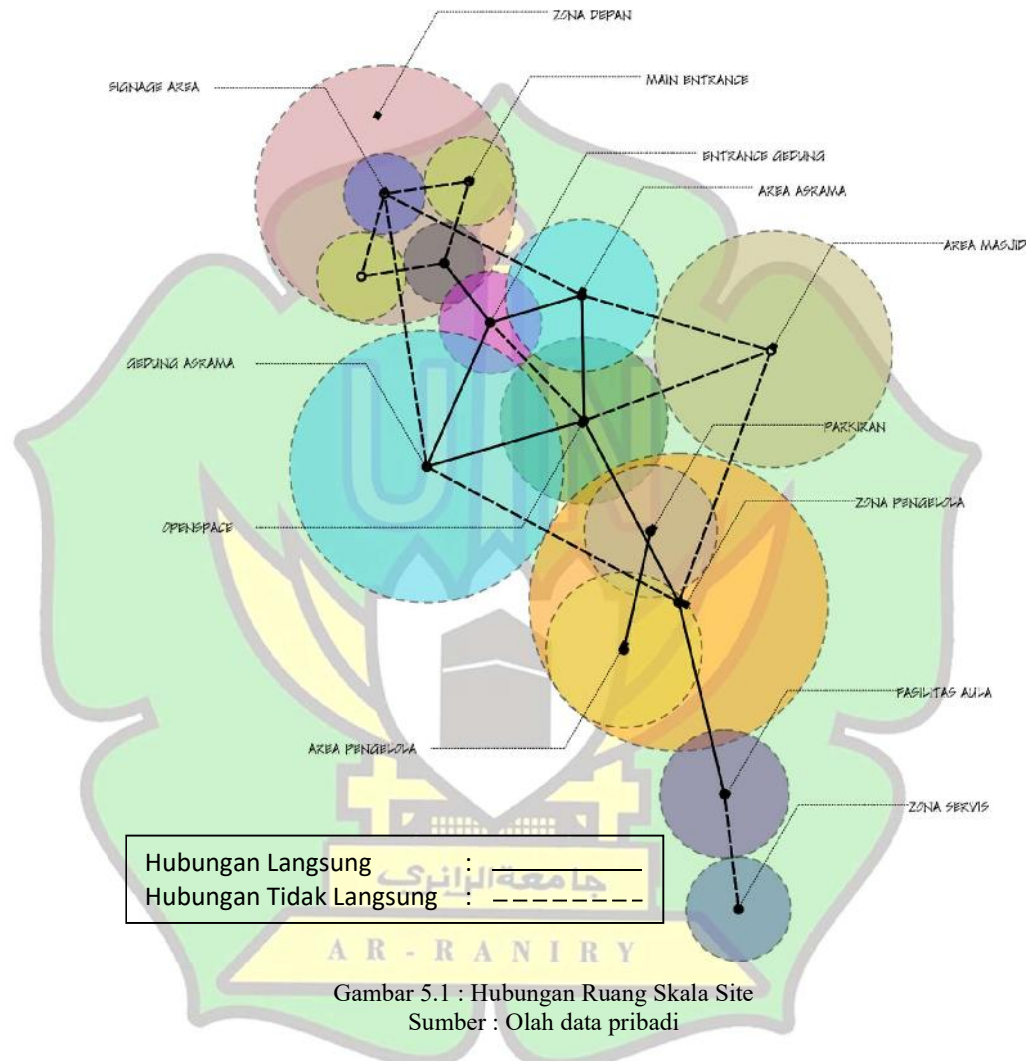 ZONA DEPAN
SIGNAGE AREA
MAIN ENTRANCE
ENTRANCE GEDUNG
AREA ASRAMA
AREA MASJID
GEDUNG ASRAMA
PARKIRAN
ZONA PENGELOLA
OPENSPACE
UIN
FASILITAS AULA
AREA PENGELOLA
ZONA SERVIS
Hubungan Langsung :
Hubungan Tidak Langsung :
جامعة الرانري
AR-RANIRY
Gambar 5.1 : Hubungan Ruang Skala Site
Sumber : Olah data pribadi